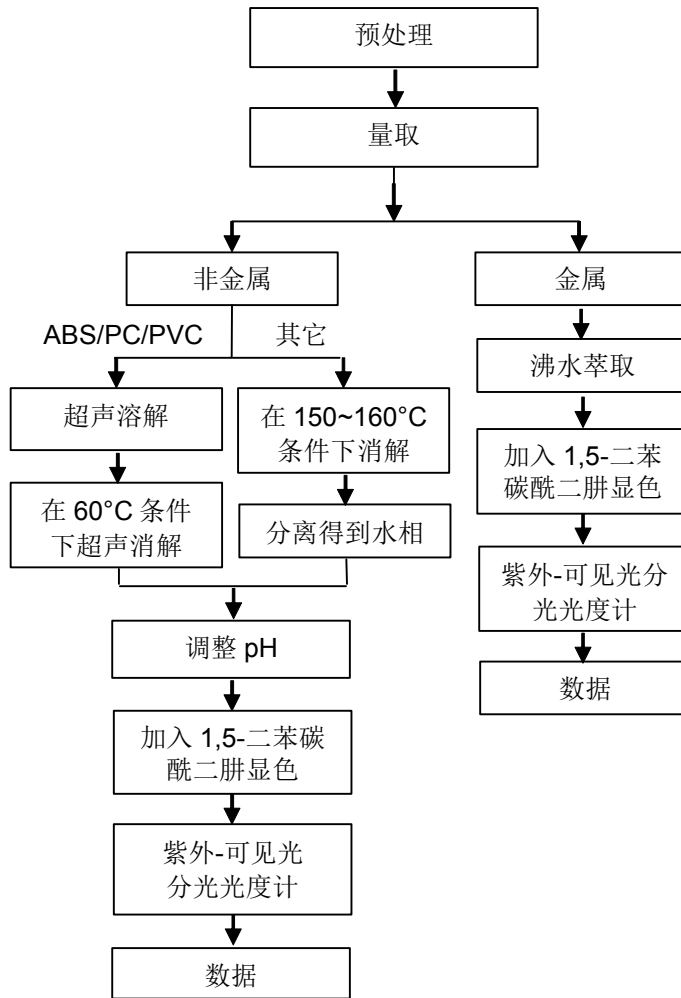 预处理
量取
非金属
金属
ABS/PC/PVC
其它
沸水萃取
超声溶解
在 150~160°C
条件下消解
加入 1,5-二苯
碳酰二肼显色
在 60°C 条件
下超声消解
分离得到水相
紫外-可见光分
光光度计
调整 pH
数据
加入 1,5-二苯碳
酰二肼显色
紫外-可见光
分光光度计
数据